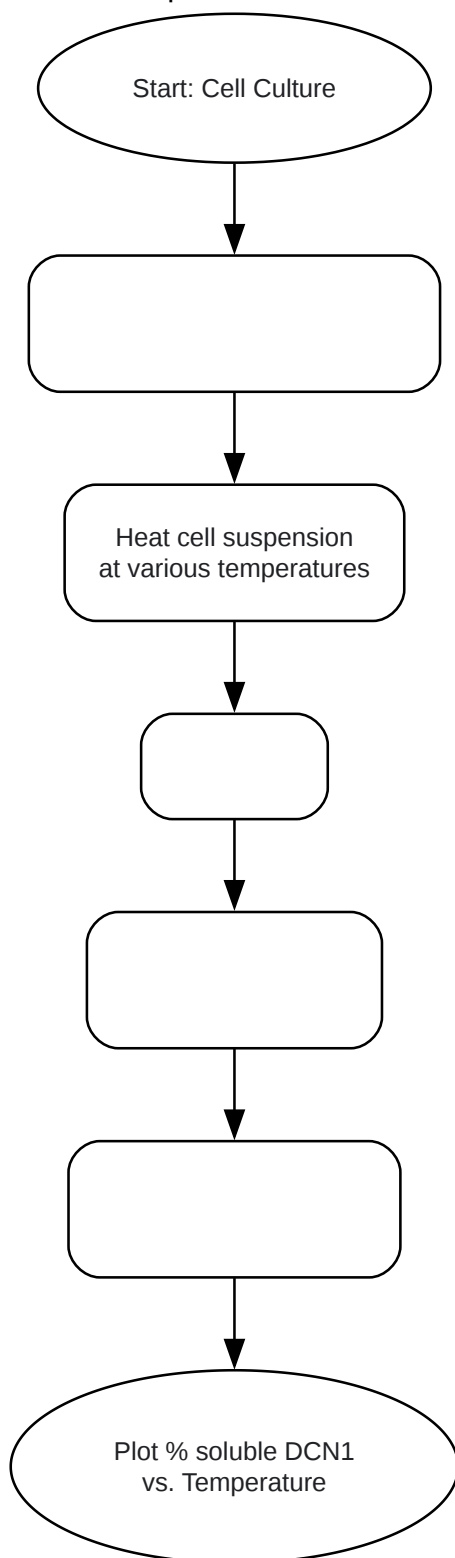 Start: Cell Culture
Heat cell suspension
at various temperatures
Plot % soluble DCN1
vs. Temperature